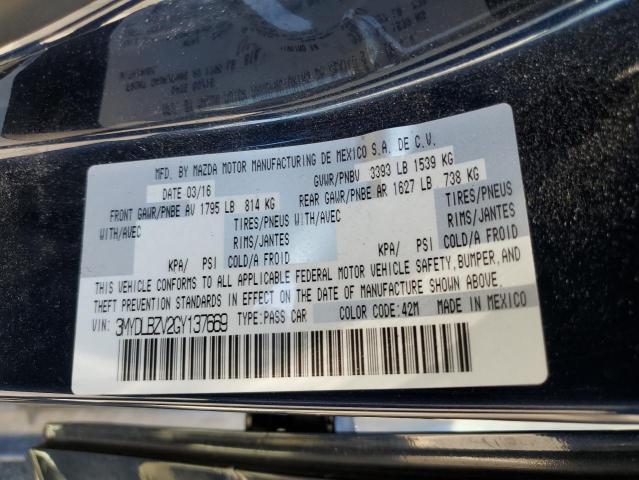 MFD. BY MAZDA MOTOR MANUFACTURING DE MEXICO S.A. DE C.V.
DATE 03/16 GVWR/PNBV 3393 LB 1539 KG
FRONT GAWR/PNBE AV 1795 LB 814 KG REAR GAWR/PNBE AR 1627 LB 738 KG
WITH/AVEC TIRES/PNEUS WITH/AVEC TIRES/PNEUS
RIMS/JANTES RIMS/JANTES
KPA/ PSI COLD/A FROID KPA/ PSI COLD/A FROID
THIS VEHICLE CONFORMS TO ALL APPLICABLE FEDERAL MOTOR VEHICLE SAFETY, BUMPER, AND
THEFT PREVENTION STANDARDS IN EFFECT ON THE DATE OF MANUFACTURE SHOWN ABOVE.
VIN: 3MYDLBZV2GY137669 TYPE:PASS CAR COLOR CODE:42M MADE IN MEXICO